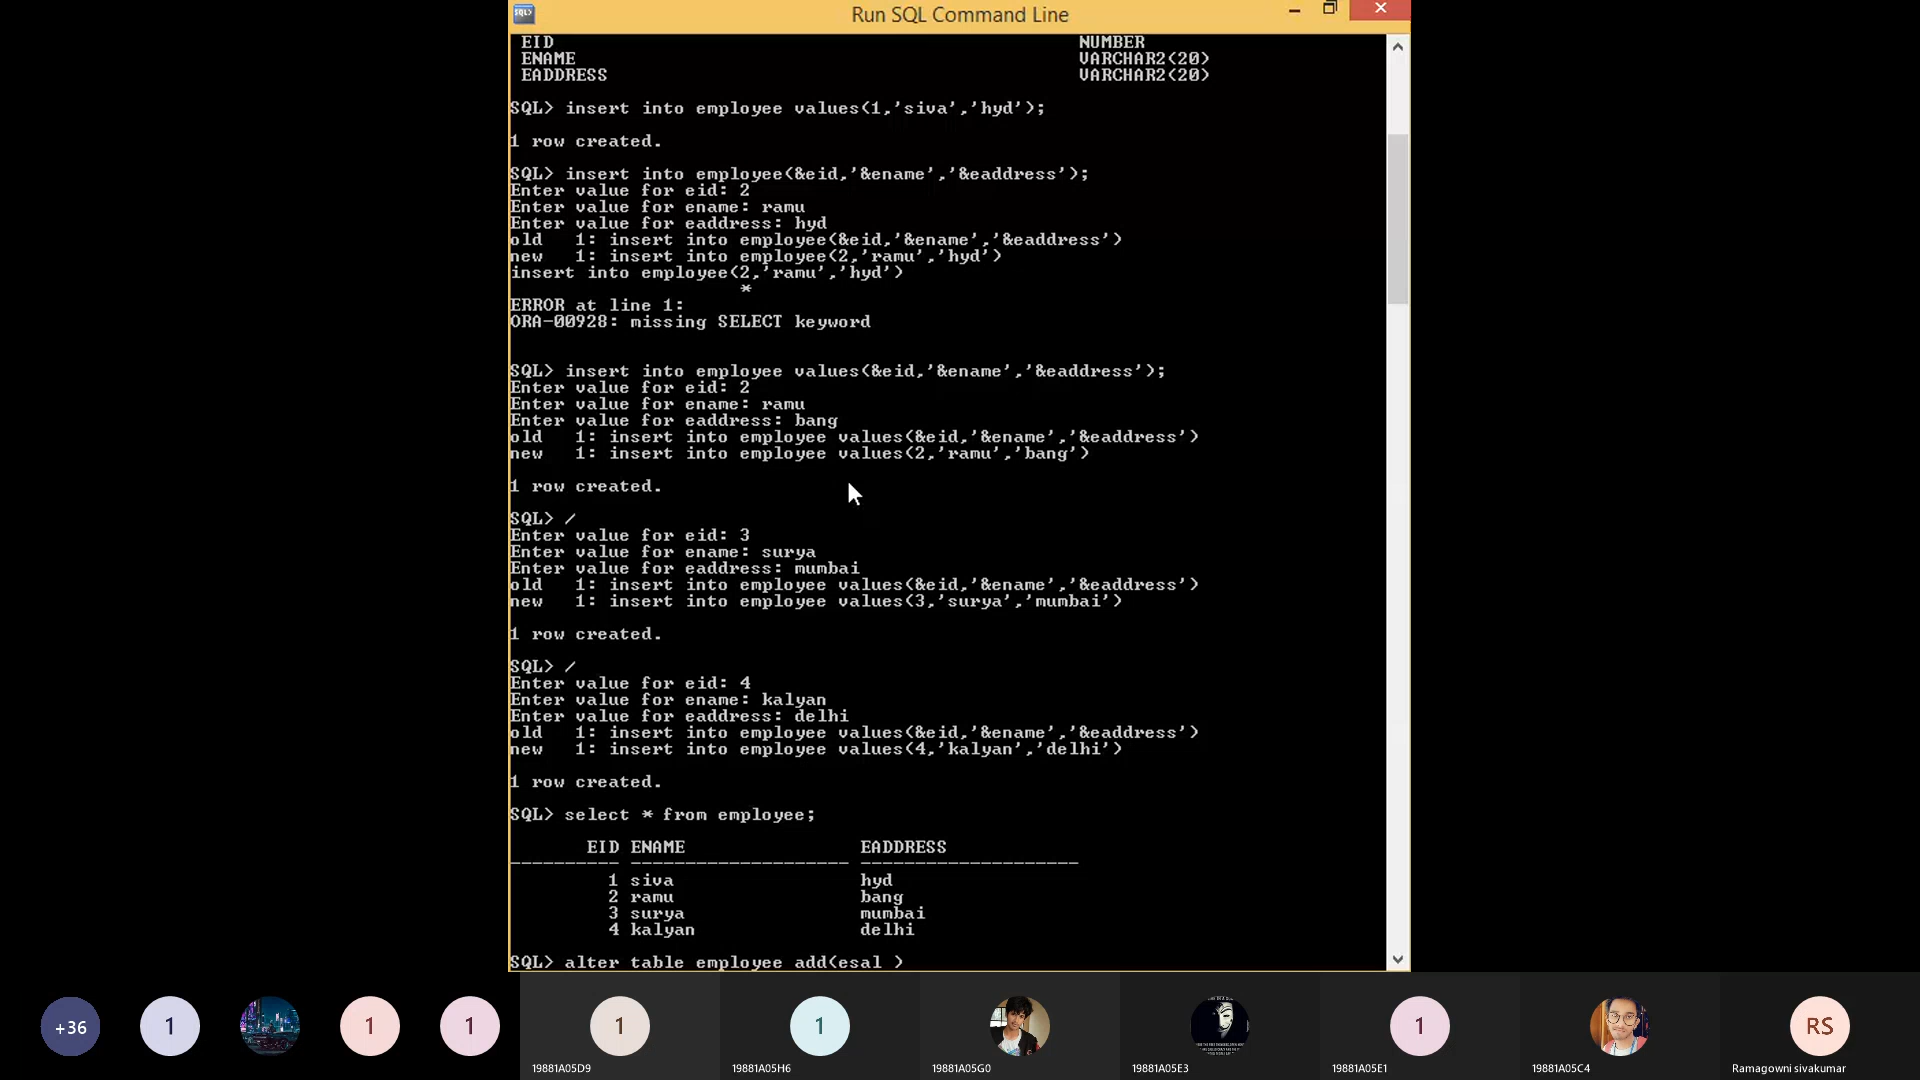 SQL>
Run SQL Command Line
EID NUMBER
ENAME VARCHAR2(20)
EADDRESS VARCHAR2(20)
SQL> insert into employee values(1,'siva','hyd');
1 row created.
SQL> insert into employee(&eid,'&ename','&eaddress');
Enter value for eid: 2
Enter value for ename: ramu
Enter value for eaddress: hyd
old   1: insert into employee(&eid,'&ename','&eaddress')
new   1: insert into employee(2,'ramu','hyd')
insert into employee(2,'ramu','hyd')
*
ERROR at line 1:
ORA-00928: missing SELECT keyword
SQL> insert into employee values(&eid,'&ename','&eaddress');
Enter value for eid: 2
Enter value for ename: ramu
Enter value for eaddress: bang
old   1: insert into employee values(&eid,'&ename','&eaddress')
new   1: insert into employee values(2,'ramu','bang')
1 row created.
SQL> /
Enter value for eid: 3
Enter value for ename: surya
Enter value for eaddress: mumbai
old   1: insert into employee values(&eid,'&ename','&eaddress')
new   1: insert into employee values(3,'surya','mumbai')
1 row created.
SQL> /
Enter value for eid: 4
Enter value for ename: kalyan
Enter value for eaddress: delhi
old   1: insert into employee values(&eid,'&ename','&eaddress')
new   1: insert into employee values(4,'kalyan','delhi')
1 row created.
SQL> select * from employee;
EID ENAME EADDRESS
---------- -------------------- --------------------
1 siva hyd
2 ramu bang
3 surya mumbai
4 kalyan delhi
SQL> alter table employee add(esal )
+36 1 1 1 1 1 1 RS
19881A05D9 19881A05H6 19881A05G0 19881A05E3 19881A05E1 19881A05C4 Ramagowni sivakumar